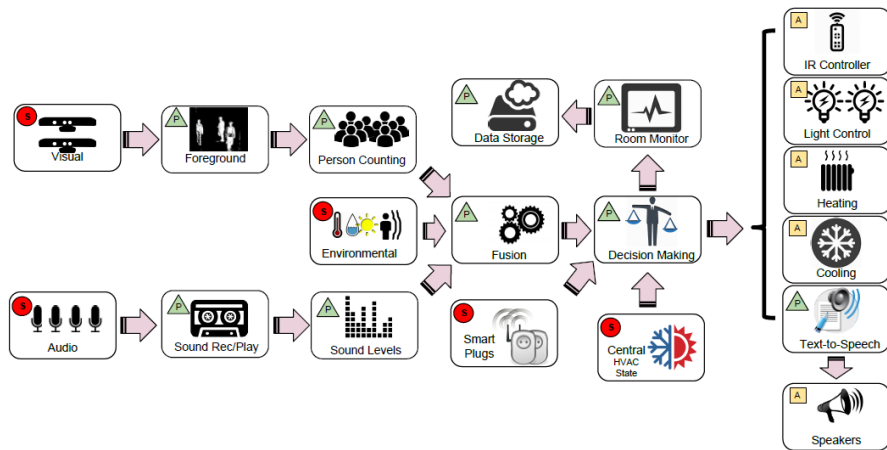 S
Visual
P
Foreground
P
Person Counting
P
Data Storage
P
Room Monitor
A
IR Controller
A
Light Control
A
Heating
S
Environmental
P
Fusion
P
Decision Making
A
Cooling
S
Audio
P
Sound Rec/Play
P
Sound Levels
S
Smart
Plugs
S
Central
HVAC
State
P
Text-to-Speech
A
Speakers